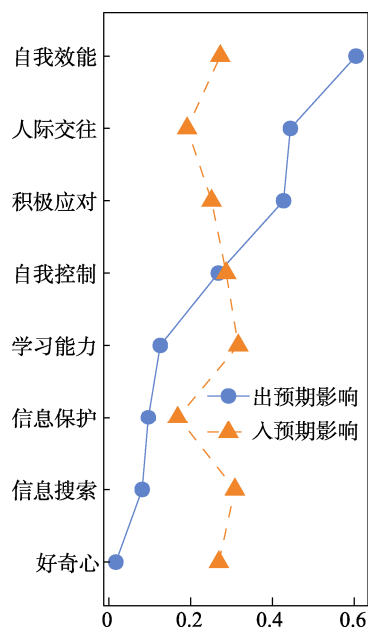 自我效能
人际交往
积极应对
自我控制
学习能力
信息保护
信息搜索
好奇心
出预期影响
入预期影响
0 0.2 0.4 0.6